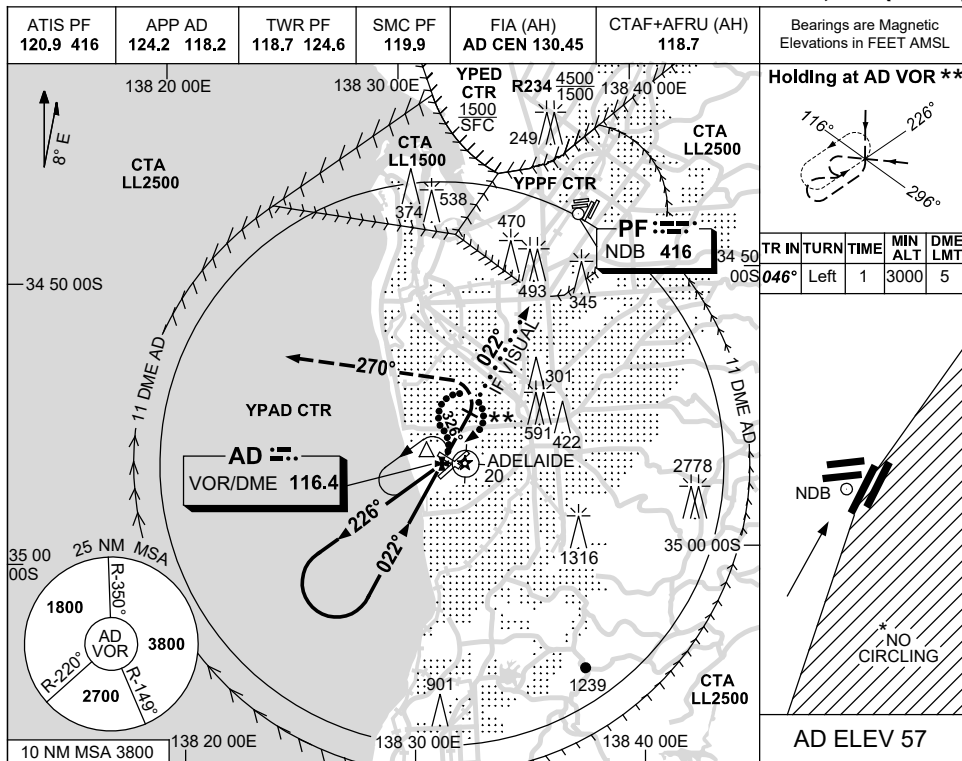 ATIS PF
120.9 416
APP AD
124.2 118.2
TWR PF
118.7 124.6
SMC PF
119.9
FIA (AH)
AD CEN 130.45
CTAF+AFRU (AH)
118.7
Bearings are Magnetic
Elevations in FEET AMSL
138 20 00E
138 30 00E
138 40 00E
8° E
CTA
LL2500
YPED
CTR
1500
SFC
R234
4500
1500
249
CTA
LL1500
CTA
LL2500
YPPF CTR
374
538
470
493
345
PF
NDB 416
34 50 00S
34 50
00S
11 DME AD
11 DME AD
022°
IF VISUAL
270°
326°
**
301
591
422
YPAD CTR
AD
VOR/DME 116.4
ADELAIDE
20
2778
226°
022°
1316
35 00
00S
35 00 00S
25 NM MSA
R-350°
1800
AD
VOR
3800
R-220°
2700
R-149°
901
1239
CTA
LL2500
10 NM MSA 3800
138 20 00E
138 30 00E
138 40 00E
Holding at AD VOR **
116°
226°
296°
TR IN TURN TIME MIN ALT DME LMT
046° Left 1 3000 5
NDB
*NO
CIRCLING
AD ELEV 57